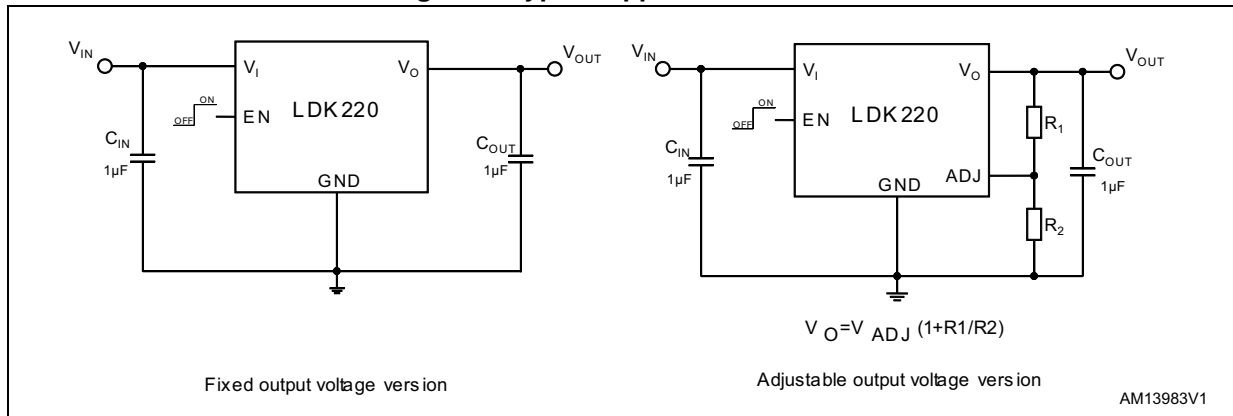 V_IN
V_I
V_O
V_OUT
ON
OFF
EN
LDK220
C_IN
1µF
C_OUT
1µF
GND
Fixed output voltage version
V_IN
V_I
V_O
V_OUT
ON
OFF
EN
LDK220
R_1
C_IN
1µF
C_OUT
1µF
GND
ADJ
R_2
V_O=V_ADJ (1+R1/R2)
Adjustable output voltage version
AM13983V1